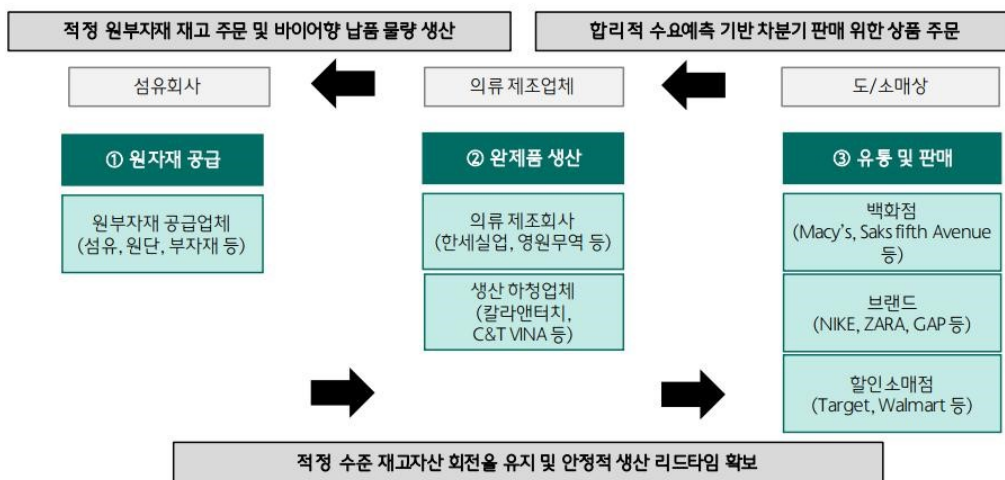 적정 원부자재 재고 주문 및 바이어향 납품 물량 생산
합리적 수요예측 기반 차분기 판매 위한 상품 주문
섬유회사
의류 제조업체
도/소매상
① 원자재 공급
② 완제품 생산
③ 유통 및 판매
원부자재 공급업체
(섬유, 원단, 부자재 등)
의류 제조회사
(한세실업, 영원무역 등)
생산 하청업체
(칼라앤터치,
C&T VINA 등)
백화점
(Macy's, Saks fifth Avenue
등)
브랜드
(NIKE, ZARA, GAP 등)
할인소매점
(Target, Walmart 등)
적정 수준 재고자산 회전율 유지 및 안정적 생산 리드타임 확보